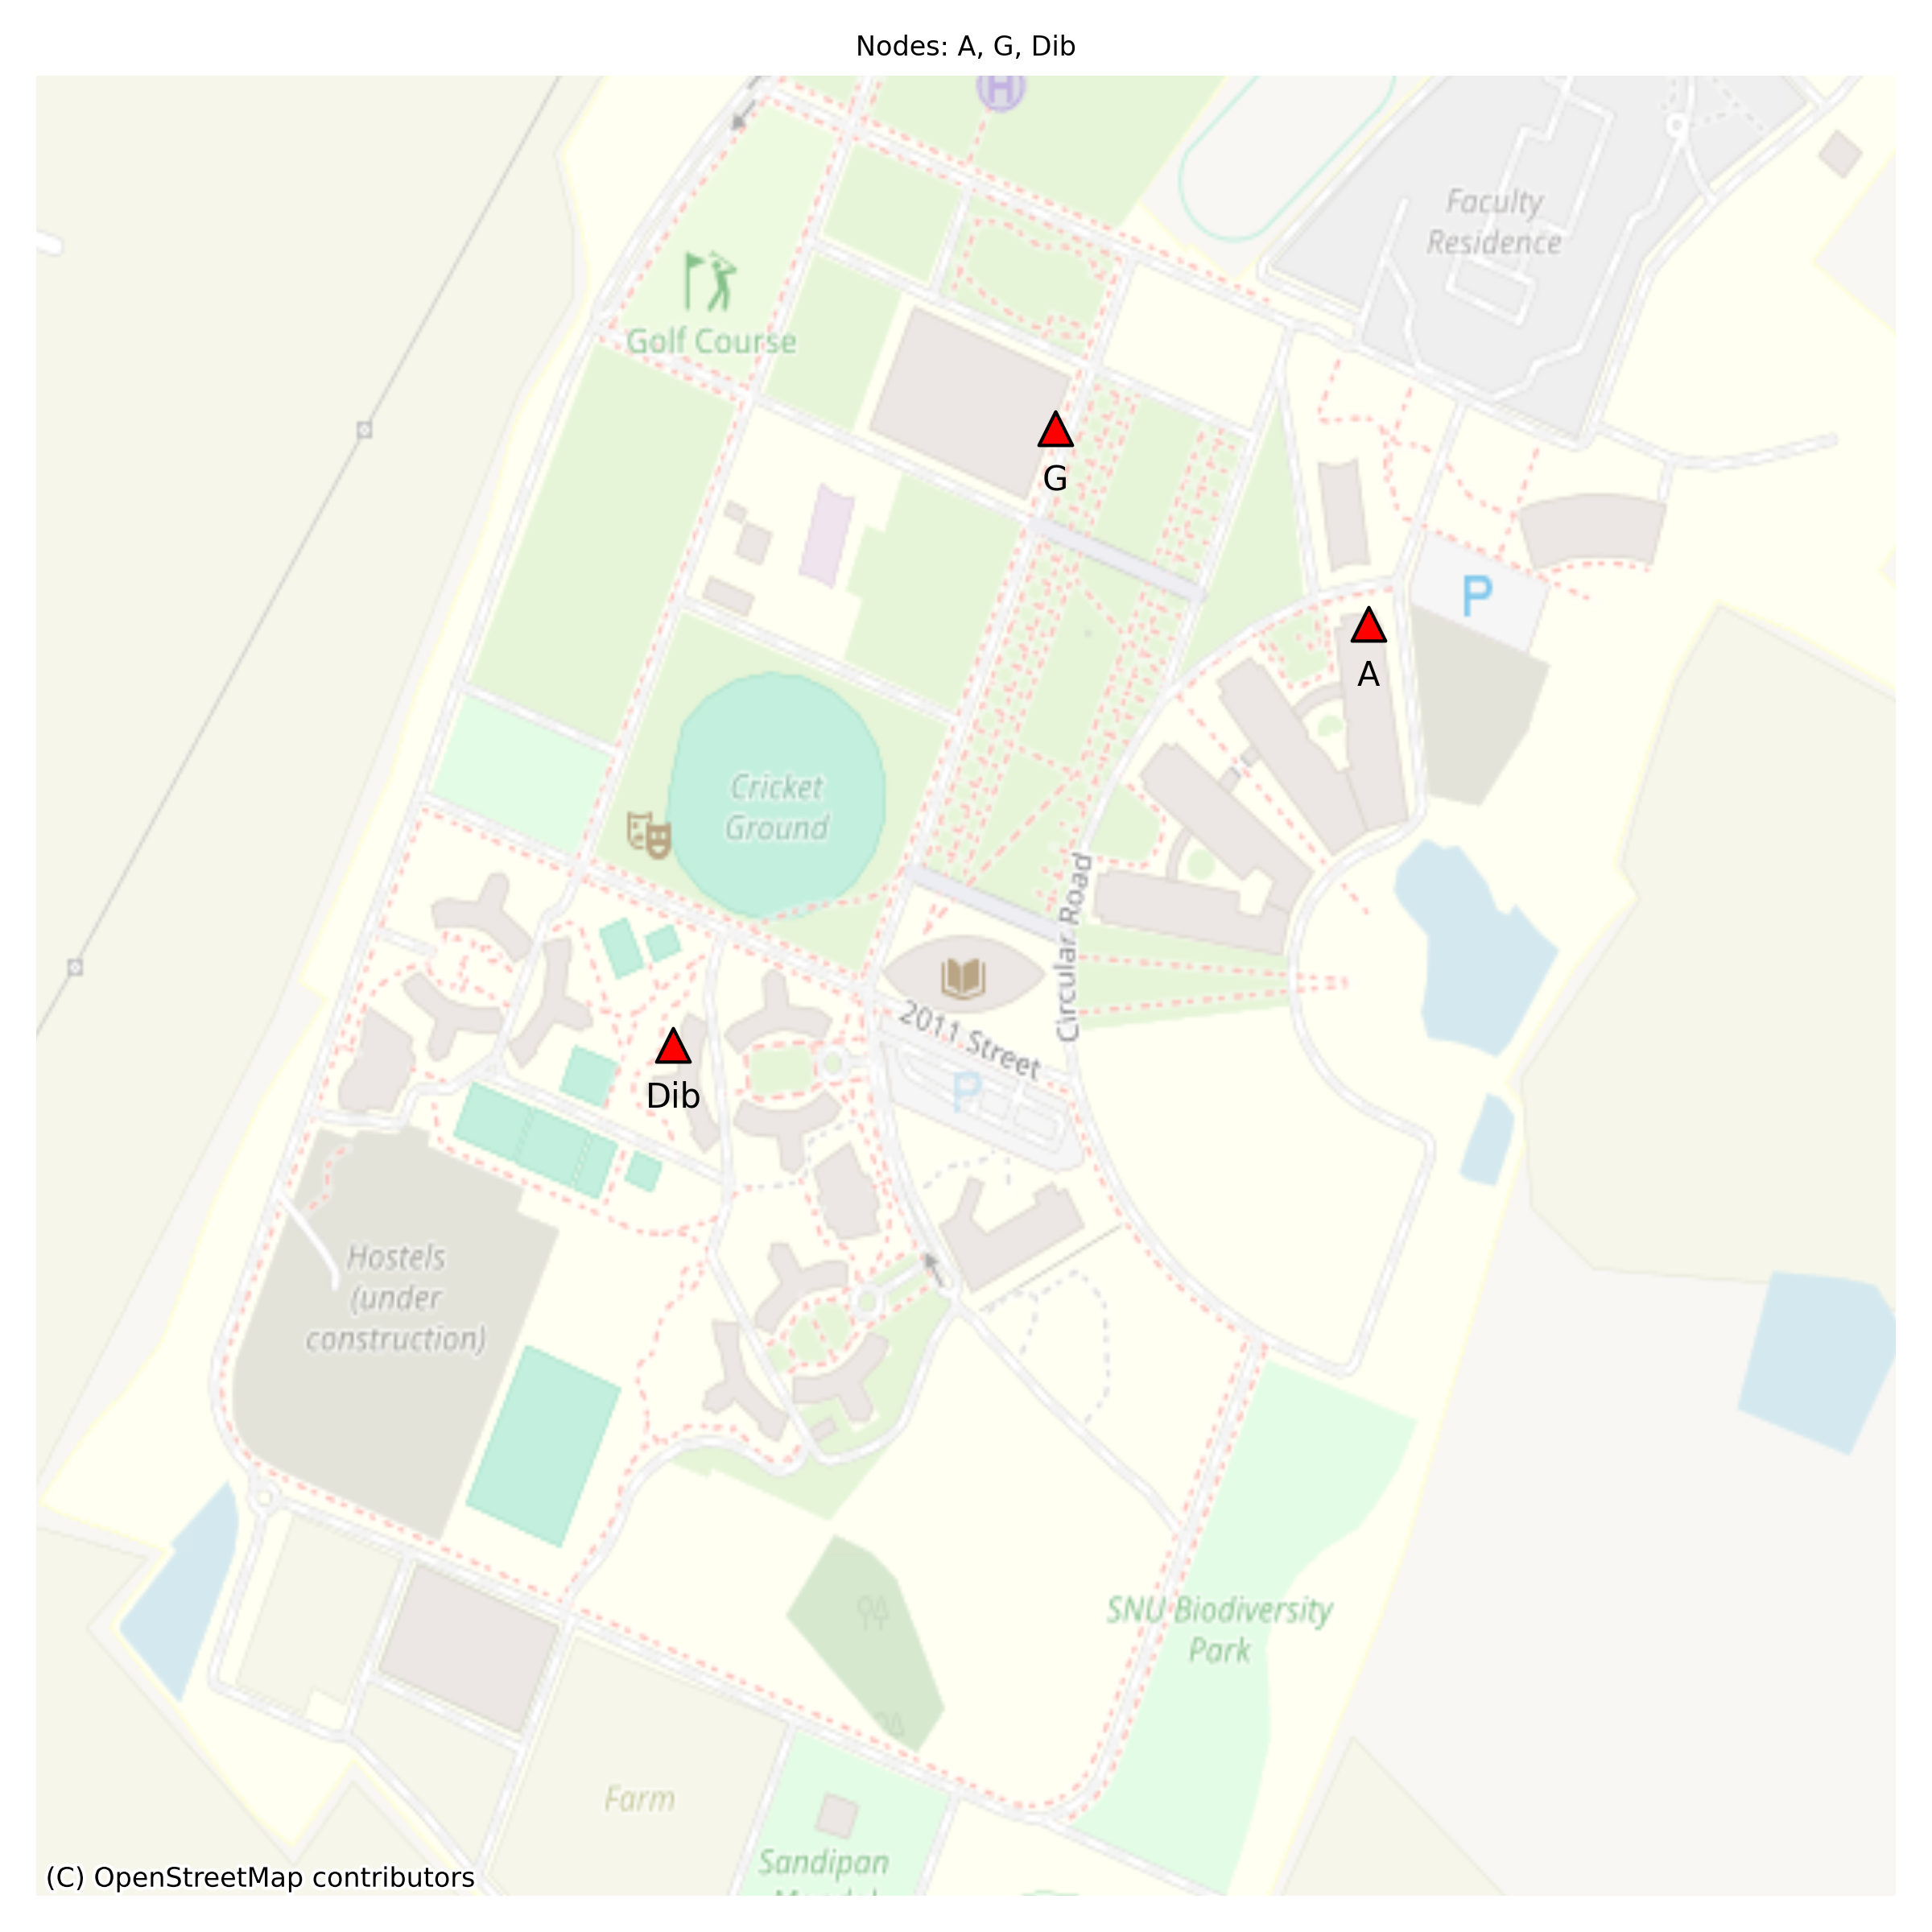 Nodes: A, G, Dib
H
Faculty
Residence
Golf Course
G
P
A
Cricket
Ground
Circular Road
2011 Street
P
Dib
Hostels
(under
construction)
SNU Biodiversity
Park
Farm
Sandipan
(C) OpenStreetMap contributors